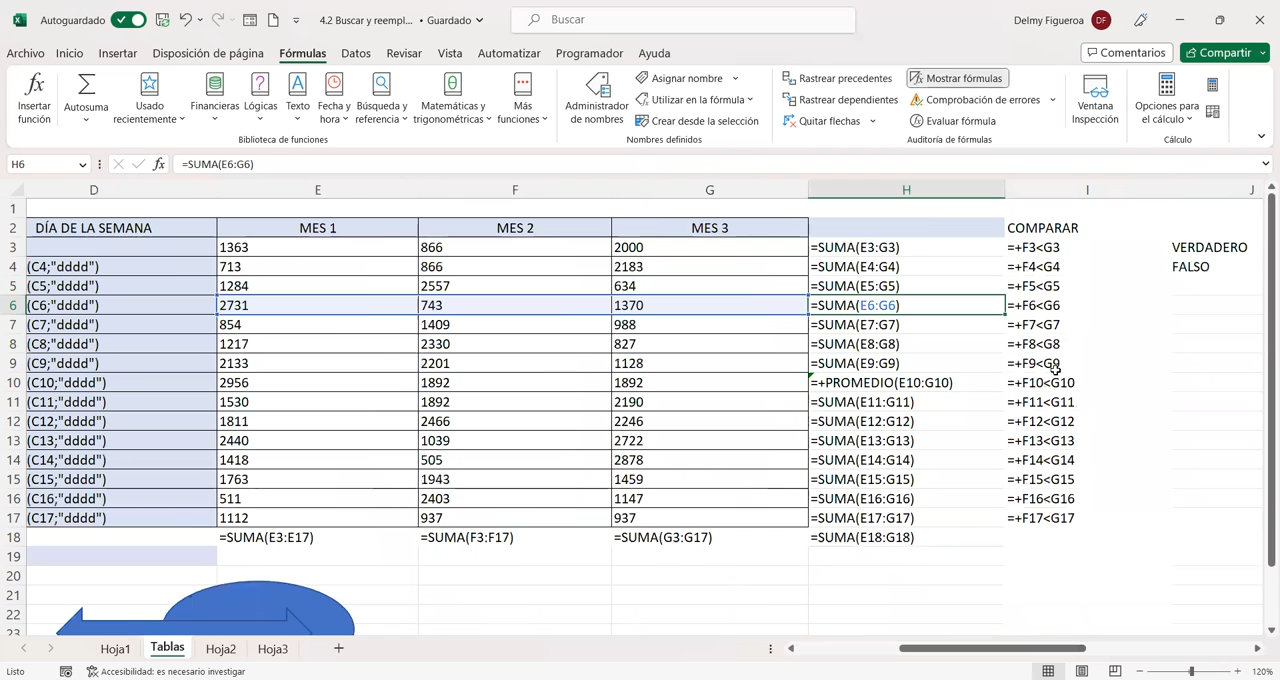 Autoguardado 4.2 Buscar y reempl... • Guardado Buscar Delmy Figueroa DF
Archivo Inicio Insertar Disposición de página Fórmulas Datos Revisar Vista Automatizar Programador Ayuda Comentarios Compartir
Insertar función
Autosuma
Usado recientemente
Financieras
Lógicas
Texto
Fecha y hora
Búsqueda y referencia
Matemáticas y trigonométricas
Más funciones
Biblioteca de funciones
Administrador de nombres
Asignar nombre
Utilizar en la fórmula
Crear desde la selección
Nombres definidos
Rastrear precedentes
Rastrear dependientes
Quitar flechas
Mostrar fórmulas
Comprobación de errores
Evaluar fórmula
Auditoría de fórmulas
Ventana Inspección
Opciones para el cálculo
Cálculo
H6 fx =SUMA(E6:G6)
D E F G H I J
1
2 DÍA DE LA SEMANA MES 1 MES 2 MES 3 COMPARAR
3 1363 866 2000 =SUMA(E3:G3) =+F3<G3 VERDADERO
4 (C4;"dddd") 713 866 2183 =SUMA(E4:G4) =+F4<G4 FALSO
5 (C5;"dddd") 1284 2557 634 =SUMA(E5:G5) =+F5<G5
6 (C6;"dddd") 2731 743 1370 =SUMA(E6:G6) =+F6<G6
7 (C7;"dddd") 854 1409 988 =SUMA(E7:G7) =+F7<G7
8 (C8;"dddd") 1217 2330 827 =SUMA(E8:G8) =+F8<G8
9 (C9;"dddd") 2133 2201 1128 =SUMA(E9:G9) =+F9<G9
10 (C10;"dddd") 2956 1892 1892 =+PROMEDIO(E10:G10) =+F10<G10
11 (C11;"dddd") 1530 1892 2190 =SUMA(E11:G11) =+F11<G11
12 (C12;"dddd") 1811 2466 2246 =SUMA(E12:G12) =+F12<G12
13 (C13;"dddd") 2440 1039 2722 =SUMA(E13:G13) =+F13<G13
14 (C14;"dddd") 1418 505 2878 =SUMA(E14:G14) =+F14<G14
15 (C15;"dddd") 1763 1943 1459 =SUMA(E15:G15) =+F15<G15
16 (C16;"dddd") 511 2403 1147 =SUMA(E16:G16) =+F16<G16
17 (C17;"dddd") 1112 937 937 =SUMA(E17:G17) =+F17<G17
18 =SUMA(E3:E17) =SUMA(F3:F17) =SUMA(G3:G17) =SUMA(E18:G18)
19
20
21
22
23
Hoja1 Tablas Hoja2 Hoja3
Listo Accesibilidad: es necesario investigar 120%